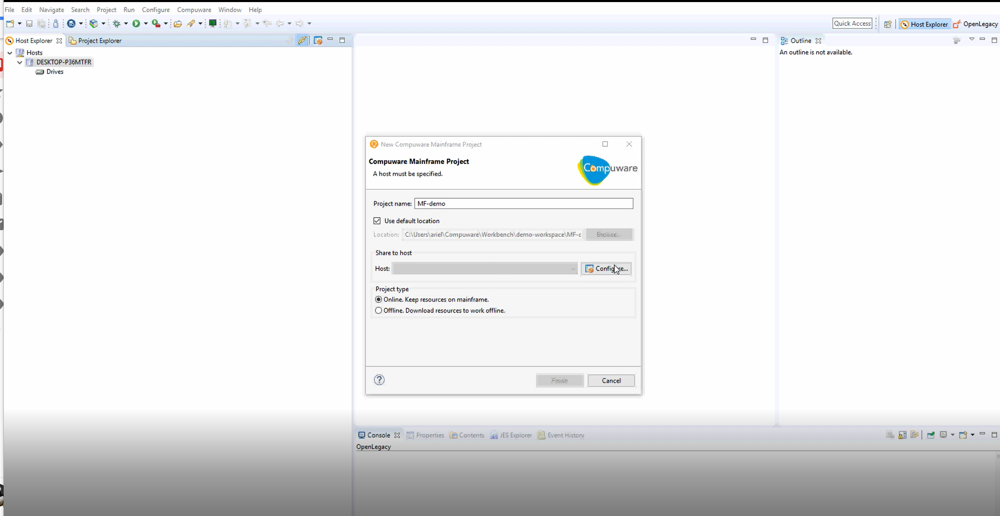 File Edit Navigate Search Project Run Configure Compuware Window Help
Quick Access Host Explorer OpenLegacy
Host Explorer Project Explorer
Outline
Hosts
An outline is not available.
DESKTOP-P36MTFR
Drives
New Compuware Mainframe Project
Compuware Mainframe Project
Compuware
A host must be specified.
Project name: MF-demo
Use default location
Location: C:\Users\ariel\Compuware\Workbench\demo-workspace\MF-c
Share to host
Host:
Project type
Online. Keep resources on mainframe.
Offline. Download resources to work offline.
Finish Cancel
Console Properties Contents JES Explorer Event History
OpenLegacy